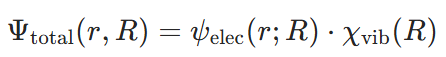 Ψ_total(r, R) = ψ_elec(r; R) · χ_vib(R)